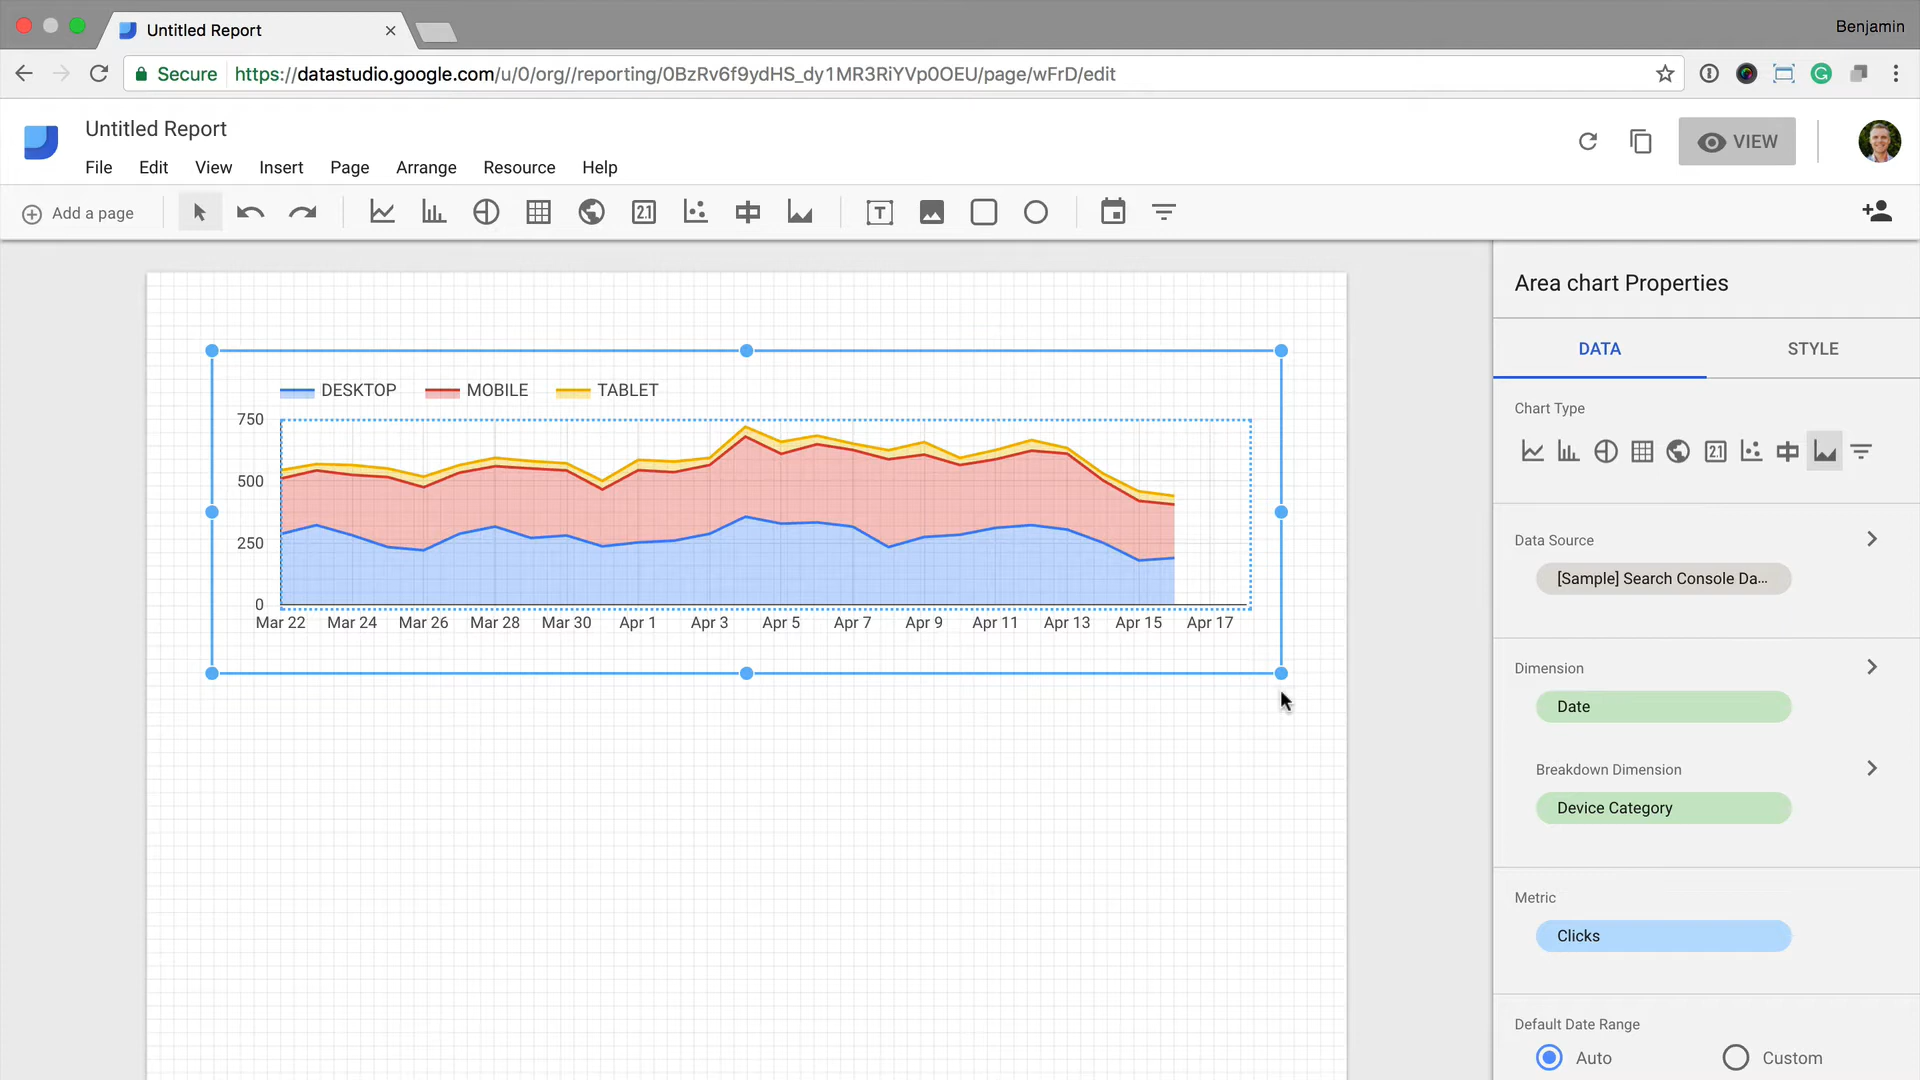 Untitled Report
Benjamin
Secure https://datastudio.google.com/u/0/org//reporting/0BzRv6f9ydHS_dy1MR3RiYVp0OEU/page/wFrD/edit
Untitled Report
VIEW
File Edit View Insert Page Arrange Resource Help
Add a page
2.1
T
Area chart Properties
DATA STYLE
Chart Type
2.1
DESKTOP MOBILE TABLET
750
500
250
0
Mar 22 Mar 24 Mar 26 Mar 28 Mar 30 Apr 1 Apr 3 Apr 5 Apr 7 Apr 9 Apr 11 Apr 13 Apr 15 Apr 17
Data Source
[Sample] Search Console Da...
Dimension
Date
Breakdown Dimension
Device Category
Metric
Clicks
Default Date Range
Auto Custom